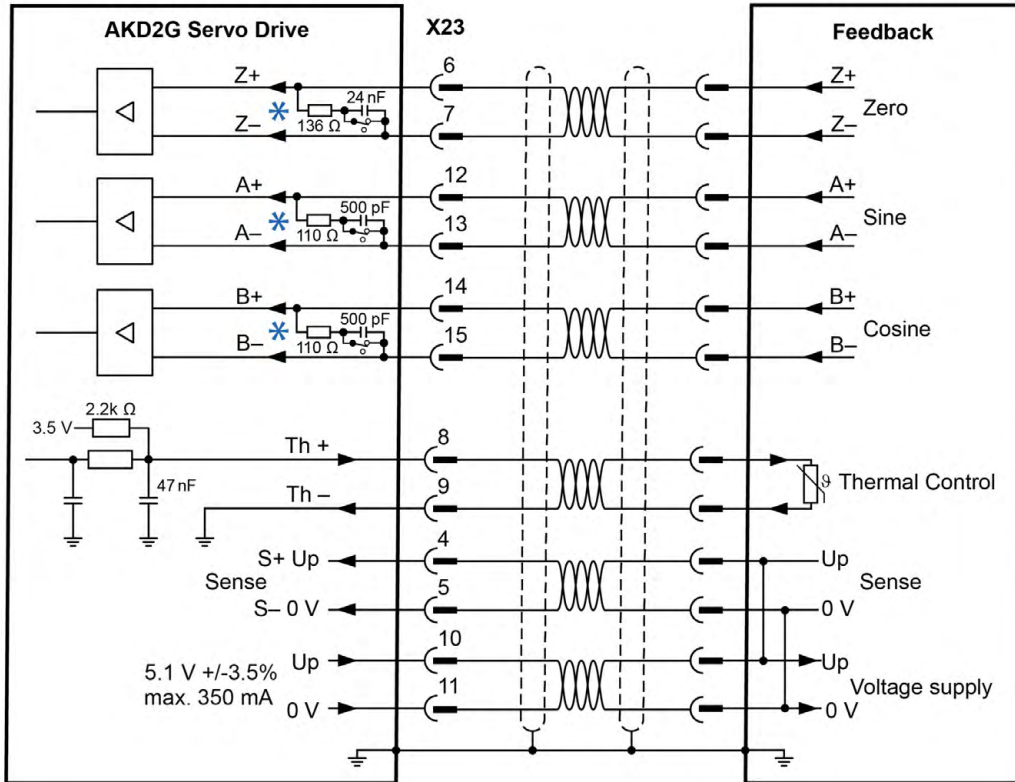 AKD2G Servo Drive
X23
Feedback
Z+
6
Z+
*
24 nF
Zero
136 Ω
Z–
7
Z–
A+
12
A+
*
500 pF
Sine
110 Ω
A–
13
A–
B+
14
B+
*
500 pF
Cosine
110 Ω
B–
15
B–
2.2k Ω
3.5 V
Th +
8
47 nF
ϑ Thermal Control
Th –
9
S+ Up
4
Up
Sense
Sense
S– 0 V
5
0 V
Up
10
Up
5.1 V +/-3.5%
max. 350 mA
Voltage supply
0 V
11
0 V